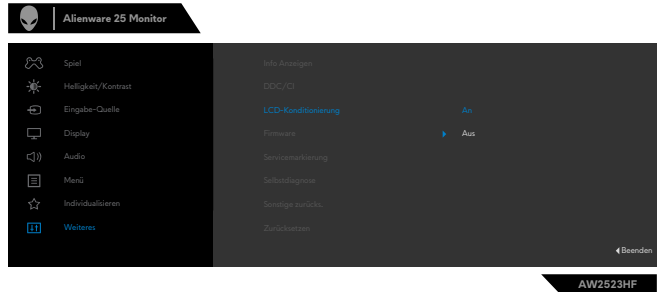 Alienware 25 Monitor
Spiel
Info Anzeigen
Helligkeit/Kontrast
DDC/CI
Eingabe-Quelle
LCD-Konditionierung
An
Display
Firmware
Aus
Audio
Servicemarkierung
Menü
Selbstdiagnose
Individualisieren
Sonstige zurücks.
Weiteres
Zurücksetzen
Beenden
AW2523HF